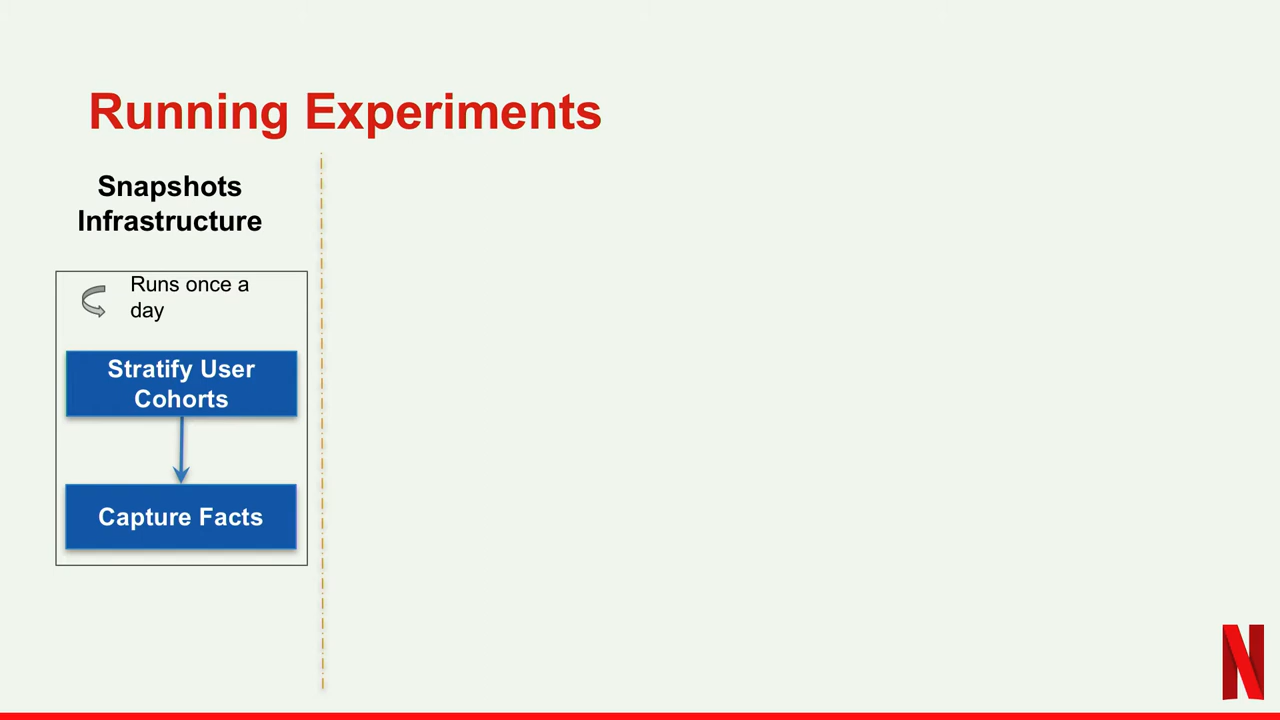 Running Experiments
Snapshots
Infrastructure
Runs once a
day
Stratify User
Cohorts
Capture Facts
N